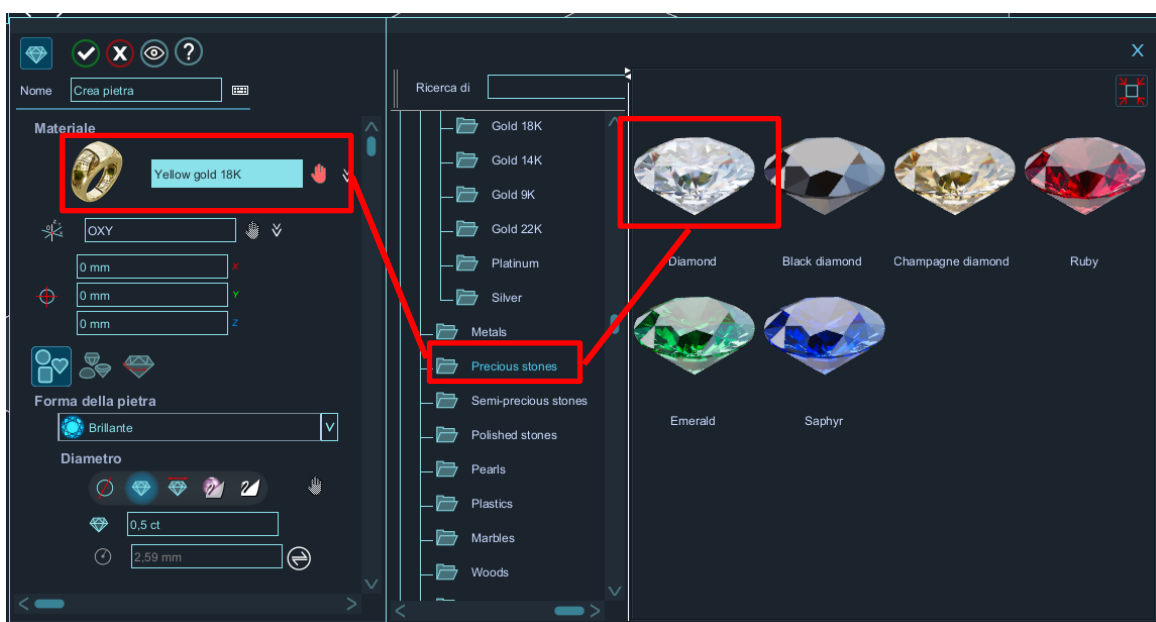 Nome
Crea pietra
Materiale
Yellow gold 18K
OXY
0 mm
X
0 mm
Y
0 mm
Z
Forma della pietra
Brillante
Diametro
0,5 ct
2,59 mm
Ricerca di
Gold 18K
Gold 14K
Gold 9K
Gold 22K
Platinum
Silver
Metals
Precious stones
Semi-precious stones
Polished stones
Pearls
Plastics
Marbles
Woods
X
Diamond
Black diamond
Champagne diamond
Ruby
Emerald
Saphyr